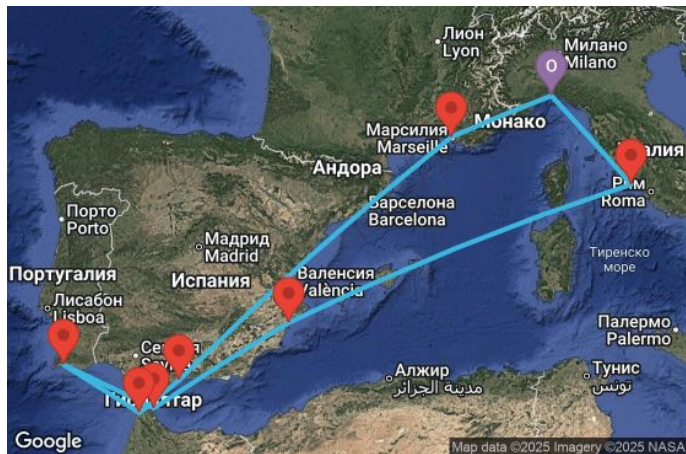 Лион
Lyon
Милано
Milano
O
Марсилия
Marseille
Монако
Рим
Roma
Андора
Барселона
Barcelona
Порто
Porto
Мадрид
Madrid
Тиренско
море
Португалия
Испания
Валенсия
València
Лисабон
Lisboa
Палермо
Palermo
Алжир
مدينة الجزائر
Тунис
تونس
Google
Map data ©2025 Imagery ©2025 NASA